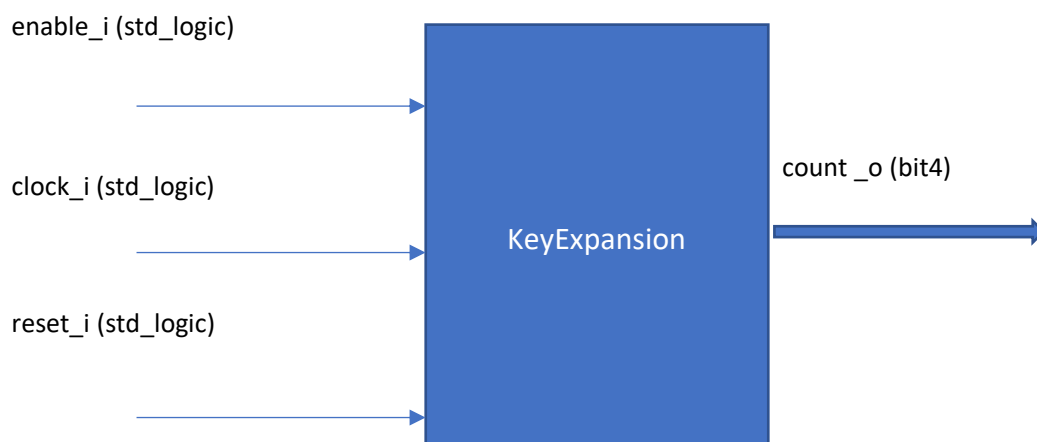 enable_i (std_logic)
clock_i (std_logic)
count _o (bit4)
KeyExpansion
reset_i (std_logic)